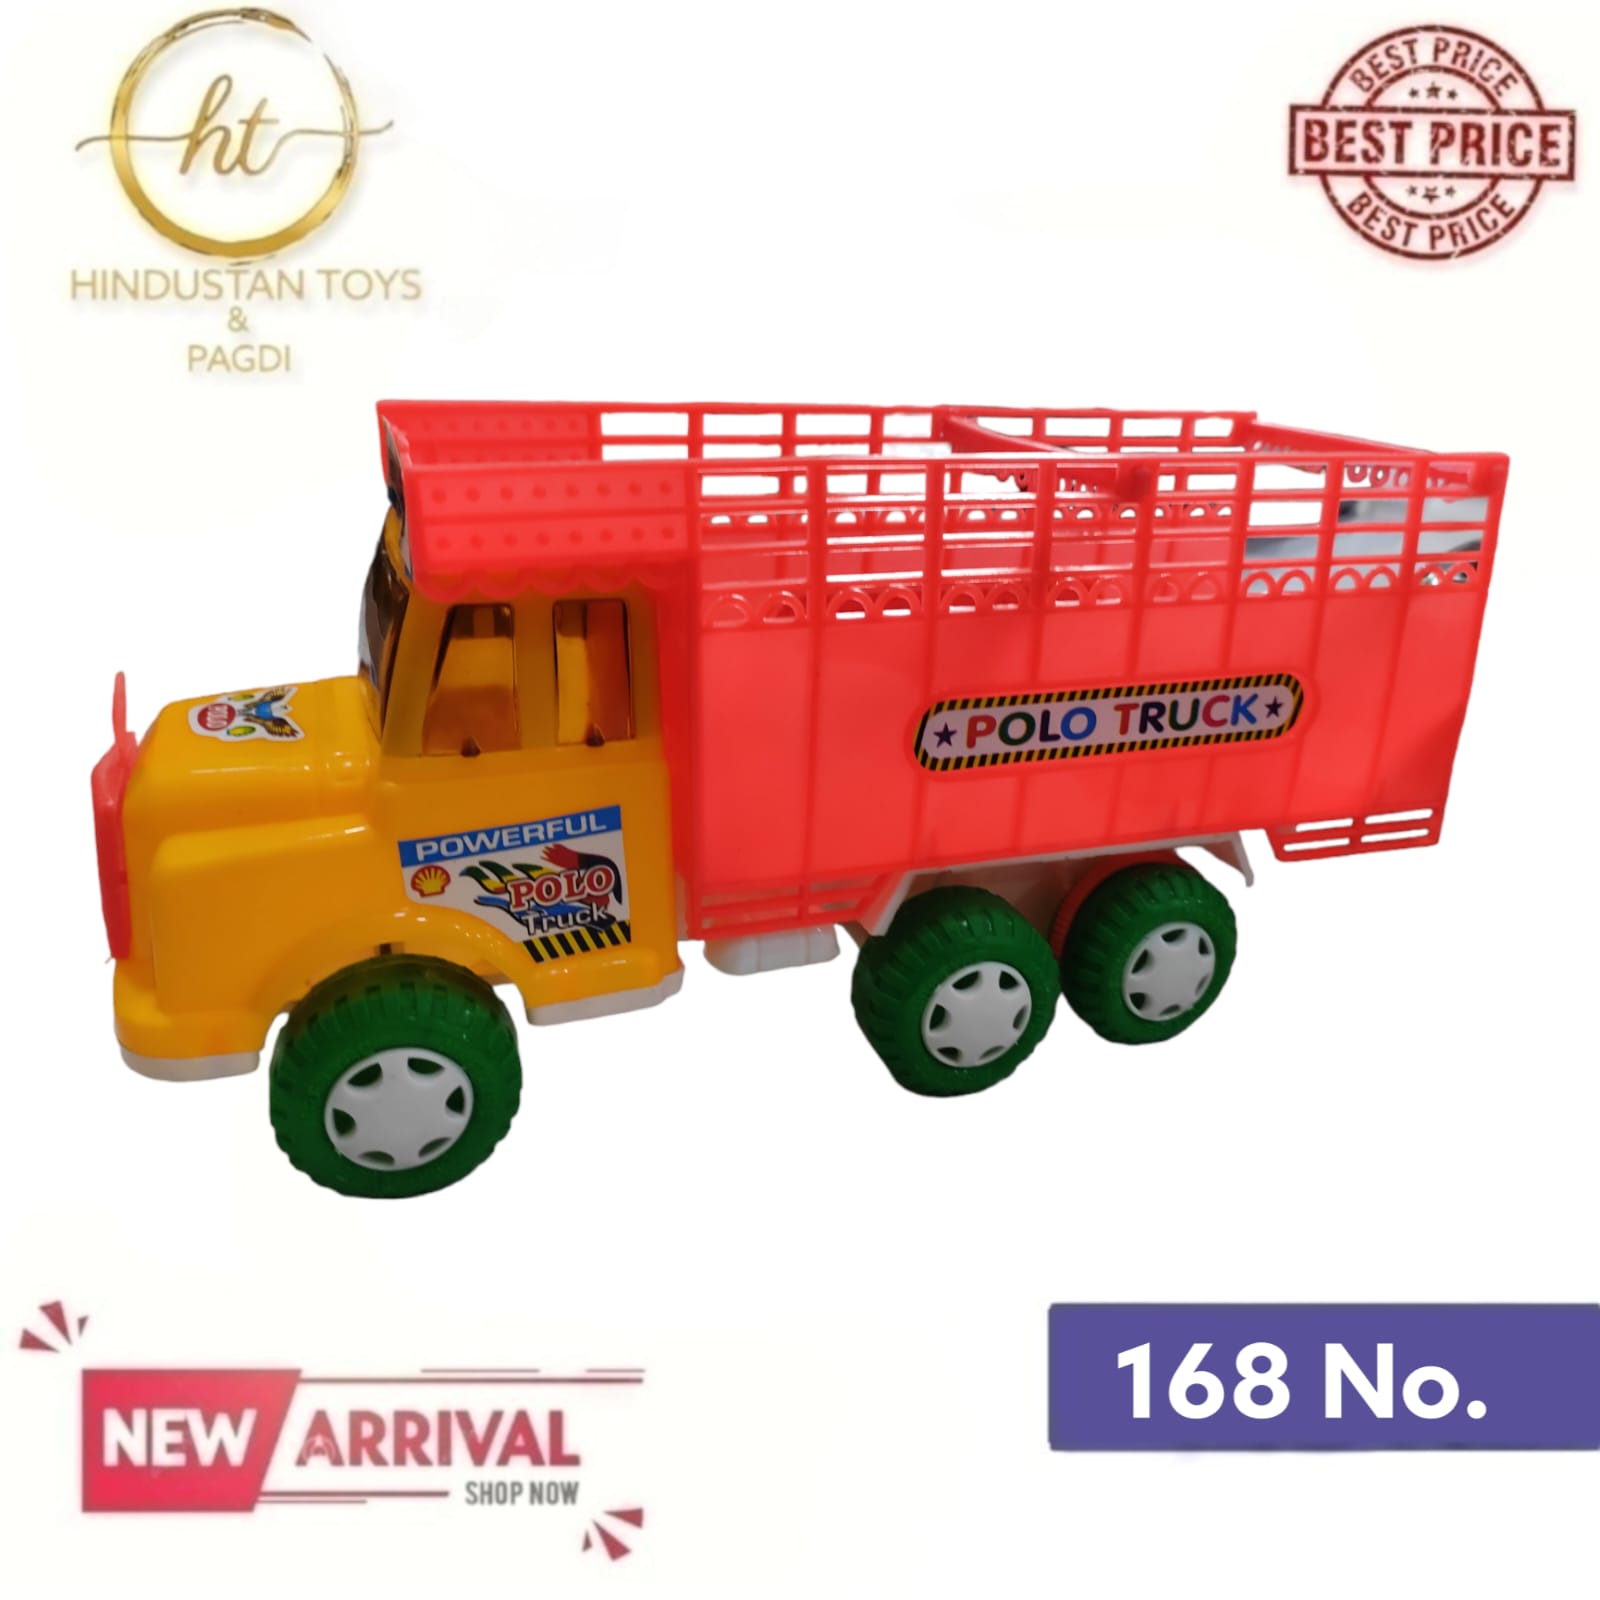 ht
HINDUSTAN TOYS
&
PAGDI
BEST PRICE
BEST PRICE
BEST PRICE
POLO
POLO TRUCK
POWERFUL
POLO
Truck
NEW ARRIVAL
SHOP NOW
168 No.